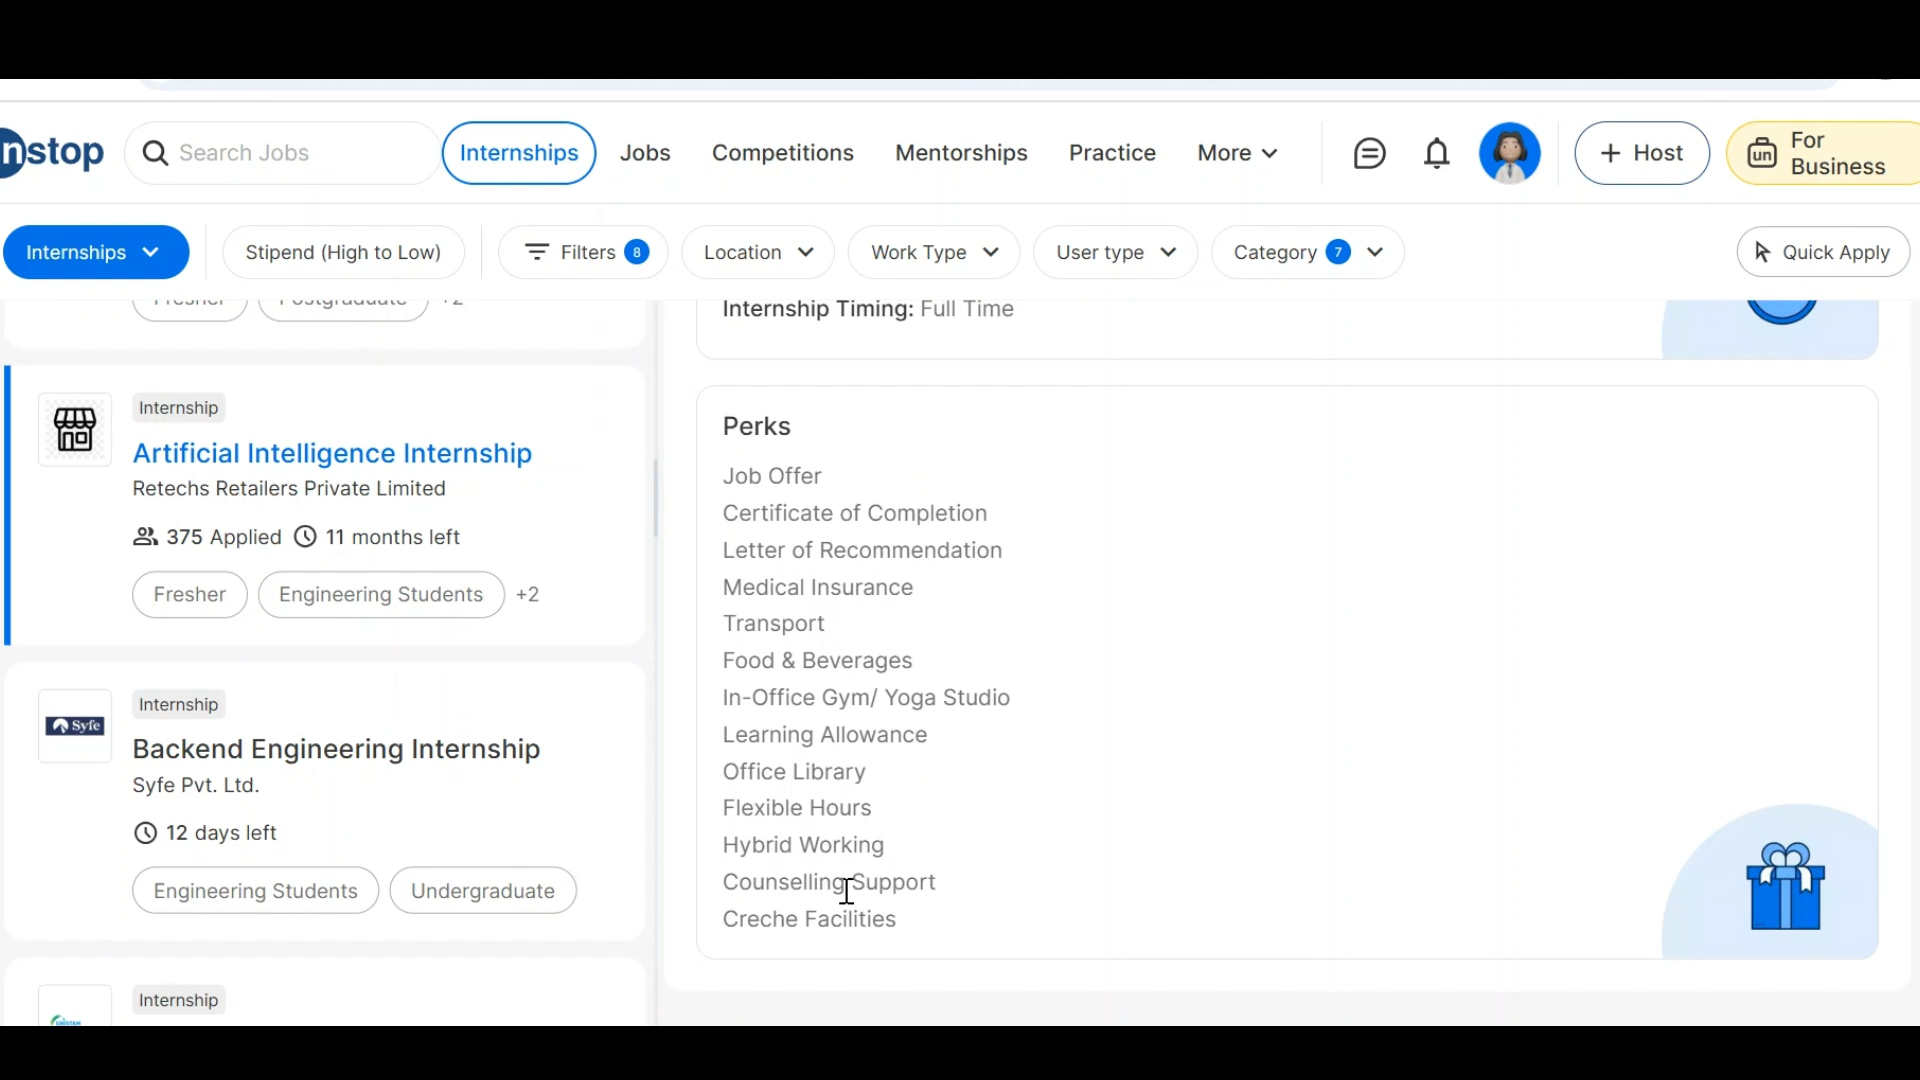 nstop
Search Jobs
Internships
Jobs
Competitions
Mentorships
Practice
More
+ Host
un
For
Business
Internships
Stipend (High to Low)
Filters 8
Location
Work Type
User type
Category 7
Quick Apply
Fresher
Postgraduate
+2
Internship
Artificial Intelligence Internship
Retechs Retailers Private Limited
375 Applied 11 months left
Fresher
Engineering Students
+2
Internship
Syfe
Backend Engineering Internship
Syfe Pvt. Ltd.
12 days left
Engineering Students
Undergraduate
Internship
Internship Timing: Full Time
Perks
Job Offer
Certificate of Completion
Letter of Recommendation
Medical Insurance
Transport
Food & Beverages
In-Office Gym/ Yoga Studio
Learning Allowance
Office Library
Flexible Hours
Hybrid Working
Counselling Support
Creche Facilities